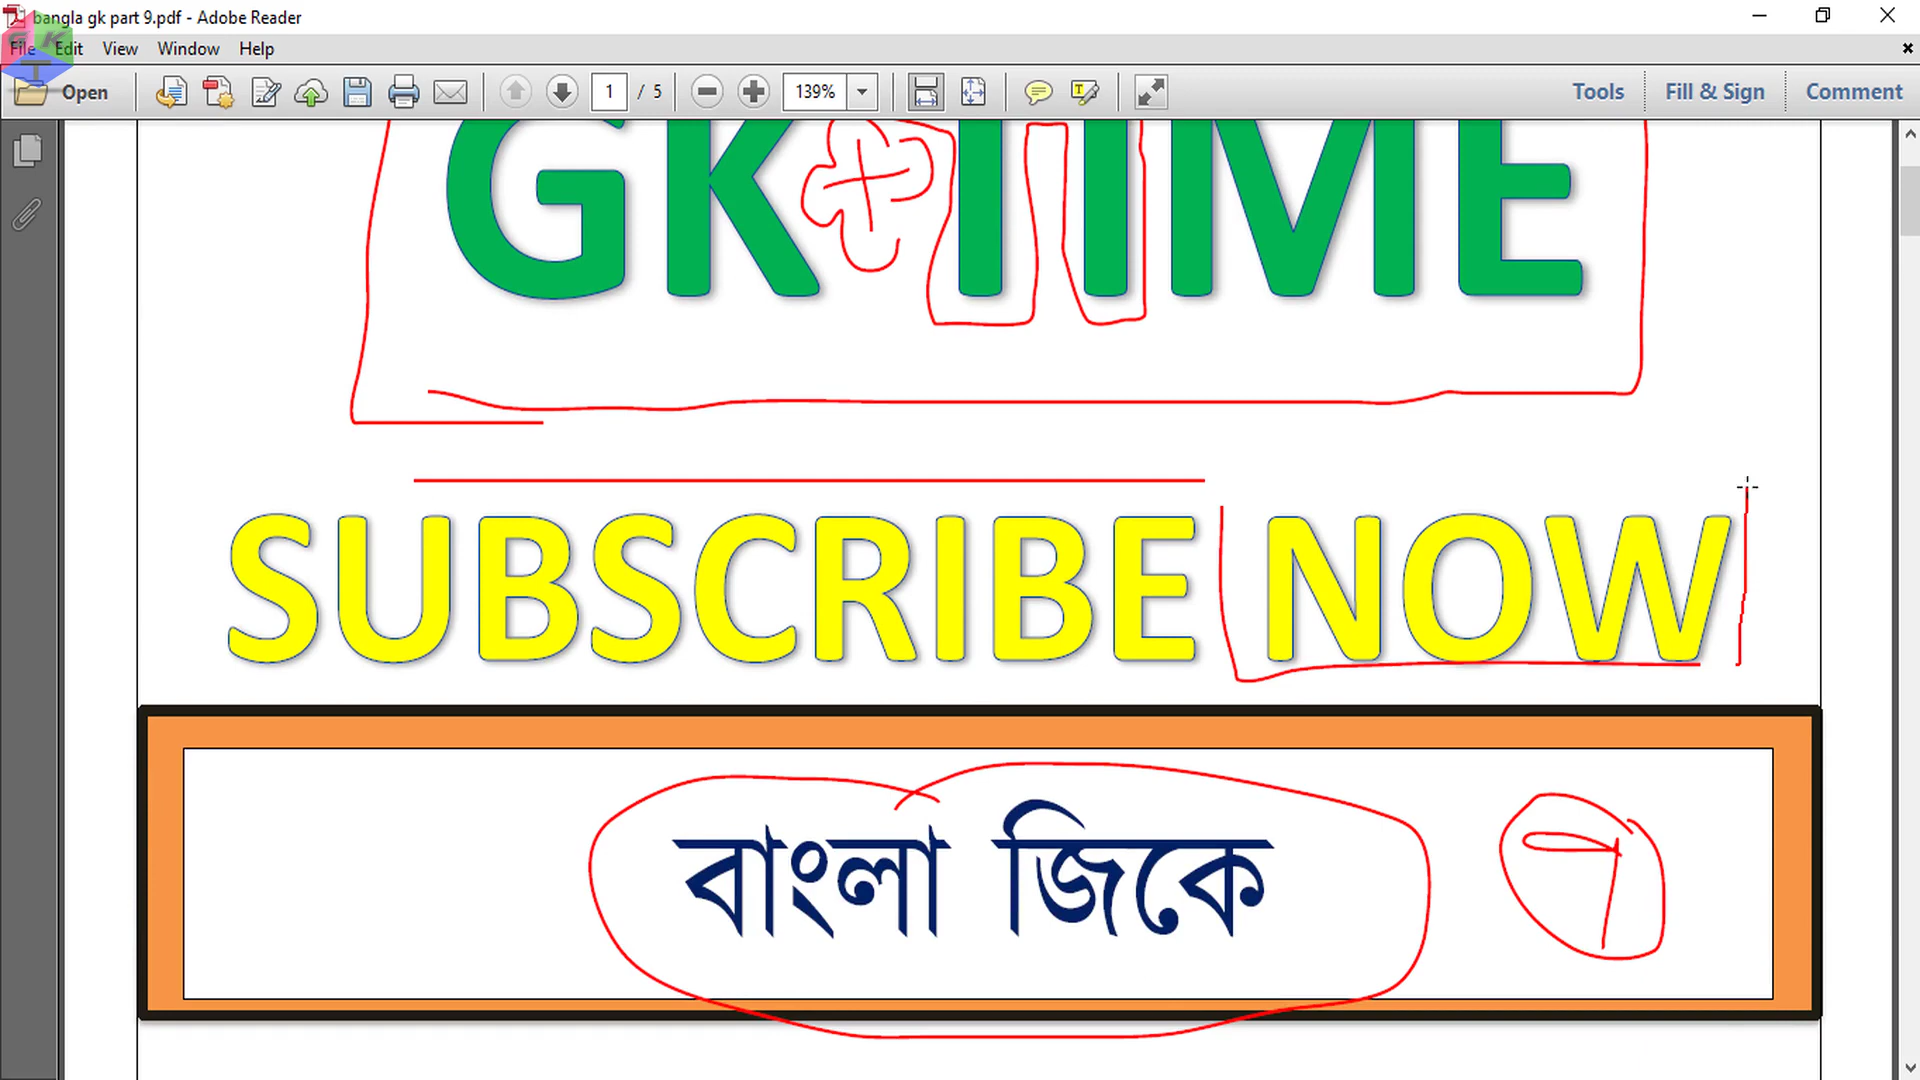 bangla gk part 9.pdf - Adobe Reader
File Edit View Window Help
Open 1 / 5 139% Tools Fill & Sign Comment
GK TIME
SUBSCRIBE NOW
বাংলা জিকে